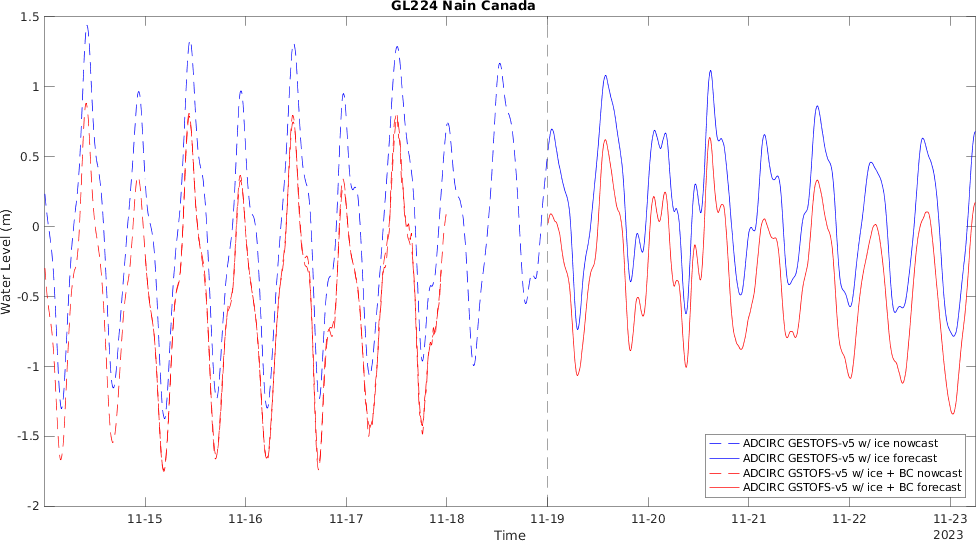 GL224 Nain Canada
1.5
1
0.5
0
-0.5
-1
-1.5
-2
Water Level (m)
11-15 11-16 11-17 11-18 11-19 11-20 11-21 11-22 11-23
Time
2023
ADCIRC GESTOFS-v5 w/ ice nowcast
ADCIRC GESTOFS-v5 w/ ice forecast
ADCIRC GSTOFS-v5 w/ ice + BC nowcast
ADCIRC GSTOFS-v5 w/ ice + BC forecast